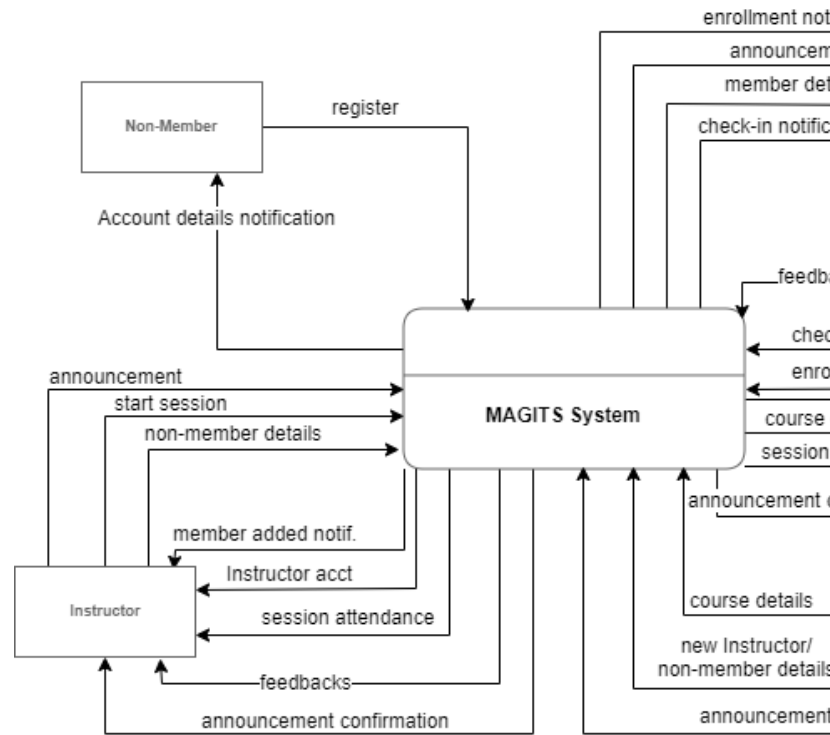 enrollment not
announcem
member det
register
Non-Member
check-in notific
Account details notification
feedba
chec
announcement
enro
start session
MAGITS System
course
non-member details
session
announcement c
member added notif.
Instructor acct
course details
Instructor
session attendance
new Instructor/
non-member details
feedbacks
announcement confirmation
announcement